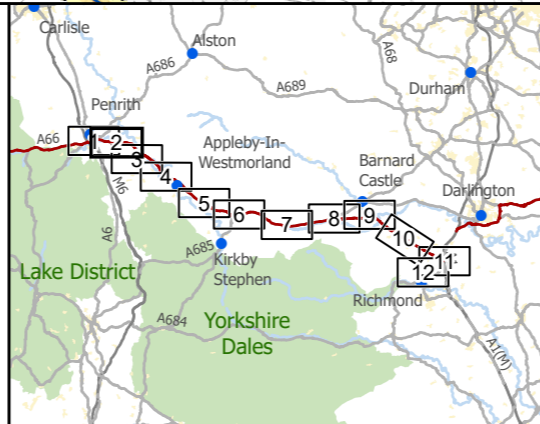 Carlisle
Alston
A68
A686
A689
Durham
Penrith
A66
1
2
3
Appleby-In-
Westmorland
Barnard
Castle
4
M6
Darlington
5
6
7
8
9
10
A6
A685
Kirkby
Stephen
11
12
Lake District
Richmond
A684
Yorkshire
Dales
A1(M)